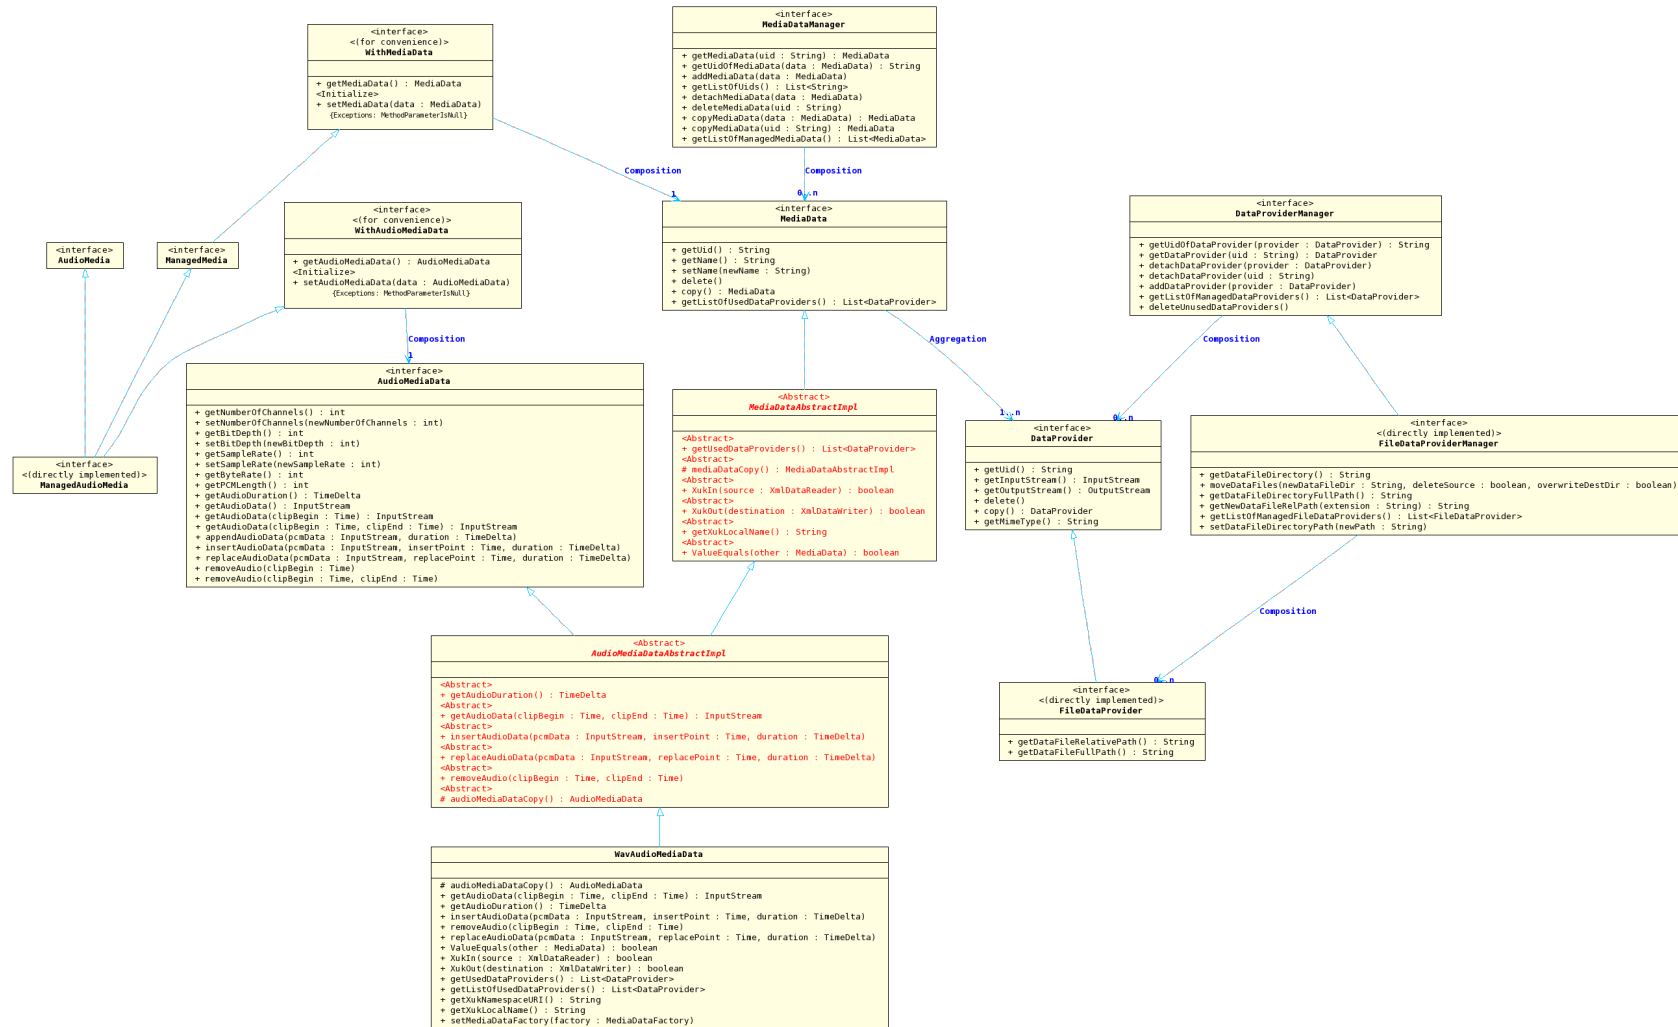 <interface>
<(for convenience)>
WithMediaData
+ getMediaData() : MediaData
<Initialize>
+ setMediaData(data : MediaData)
{Exceptions: MethodParameterIsNull}
<interface>
MediaDataManager
+ getMediaData(uid : String) : MediaData
+ getUidOfMediaData(data : MediaData) : String
+ addMediaData(data : MediaData)
+ getListOfUids() : List<String>
+ detachMediaData(data : MediaData)
+ deleteMediaData(uid : String)
+ copyMediaData(data : MediaData) : MediaData
+ copyMediaData(uid : String) : MediaData
+ getListOfManagedMediaData() : List<MediaData>
Composition
1
Composition
0..n
<interface>
AudioMedia
<interface>
ManagedMedia
<interface>
<(for convenience)>
WithAudioMediaData
+ getAudioMediaData() : AudioMediaData
<Initialize>
+ setAudioMediaData(data : AudioMediaData)
{Exceptions: MethodParameterIsNull}
<interface>
MediaData
+ getUid() : String
+ getName() : String
+ setName(newName : String)
+ delete()
+ copy() : MediaData
+ getListOfUsedDataProviders() : List<DataProvider>
<interface>
DataProviderManager
+ getUidOfDataProvider(provider : DataProvider) : String
+ getDataProvider(uid : String) : DataProvider
+ detachDataProvider(provider : DataProvider)
+ detachDataProvider(uid : String)
+ addDataProvider(provider : DataProvider)
+ getListOfManagedDataProviders() : List<DataProvider>
+ deleteUnusedDataProviders()
Composition
1
Aggregation
1..n
Composition
0..n
<interface>
<(directly implemented)>
ManagedAudioMedia
<interface>
AudioMediaData
+ getNumberOfChannels() : int
+ setNumberOfChannels(newNumberOfChannels : int)
+ getBitDepth() : int
+ setBitDepth(newBitDepth : int)
+ getSampleRate() : int
+ setSampleRate(newSampleRate : int)
+ getByteRate() : int
+ getPCMLength() : int
+ getAudioDuration() : TimeDelta
+ getAudioData() : InputStream
+ getAudioData(clipBegin : Time) : InputStream
+ getAudioData(clipBegin : Time, clipEnd : Time) : InputStream
+ appendAudioData(pcmData : InputStream, duration : TimeDelta)
+ insertAudioData(pcmData : InputStream, insertPoint : Time, duration : TimeDelta)
+ replaceAudioData(pcmData : InputStream, replacePoint : Time, duration : TimeDelta)
+ removeAudio(clipBegin : Time)
+ removeAudio(clipBegin : Time, clipEnd : Time)
<Abstract>
MediaDataAbstractImpl
<Abstract>
+ getUsedDataProviders() : List<DataProvider>
<Abstract>
# mediaDataCopy() : MediaDataAbstractImpl
<Abstract>
+ XukIn(source : XmlDataReader) : boolean
<Abstract>
+ XukOut(destination : XmlDataWriter) : boolean
<Abstract>
+ getXukLocalName() : String
<Abstract>
+ ValueEquals(other : MediaData) : boolean
<interface>
DataProvider
+ getUid() : String
+ getInputStream() : InputStream
+ getOutputStream() : OutputStream
+ delete()
+ copy() : DataProvider
+ getMimeType() : String
<interface>
<(directly implemented)>
FileDataProviderManager
+ getDataFileDirectory() : String
+ moveDataFiles(newDataFileDir : String, deleteSource : boolean, overwriteDestDir : boolean)
+ getDataFileDirectoryFullPath() : String
+ getNewDataFileRelPath(extension : String) : String
+ getListOfManagedFileDataProviders() : List<FileDataProvider>
+ setDataFileDirectoryPath(newPath : String)
Composition
0..n
<Abstract>
AudioMediaDataAbstractImpl
<Abstract>
+ getAudioDuration() : TimeDelta
<Abstract>
+ getAudioData(clipBegin : Time, clipEnd : Time) : InputStream
<Abstract>
+ insertAudioData(pcmData : InputStream, insertPoint : Time, duration : TimeDelta)
<Abstract>
+ replaceAudioData(pcmData : InputStream, replacePoint : Time, duration : TimeDelta)
<Abstract>
+ removeAudio(clipBegin : Time, clipEnd : Time)
<Abstract>
# audioMediaDataCopy() : AudioMediaData
<interface>
<(directly implemented)>
FileDataProvider
+ getDataFileRelativePath() : String
+ getDataFileFullPath() : String
WavAudioMediaData
# audioMediaDataCopy() : AudioMediaData
+ getAudioData(clipBegin : Time, clipEnd : Time) : InputStream
+ getAudioDuration() : TimeDelta
+ insertAudioData(pcmData : InputStream, insertPoint : Time, duration : TimeDelta)
+ removeAudio(clipBegin : Time, clipEnd : Time)
+ replaceAudioData(pcmData : InputStream, replacePoint : Time, duration : TimeDelta)
+ ValueEquals(other : MediaData) : boolean
+ XukIn(source : XmlDataReader) : boolean
+ XukOut(destination : XmlDataWriter) : boolean
+ getUsedDataProviders() : List<DataProvider>
+ getListOfUsedDataProviders() : List<DataProvider>
+ getXukNamespaceURI() : String
+ getXukLocalName() : String
+ setMediaDataFactory(factory : MediaDataFactory)